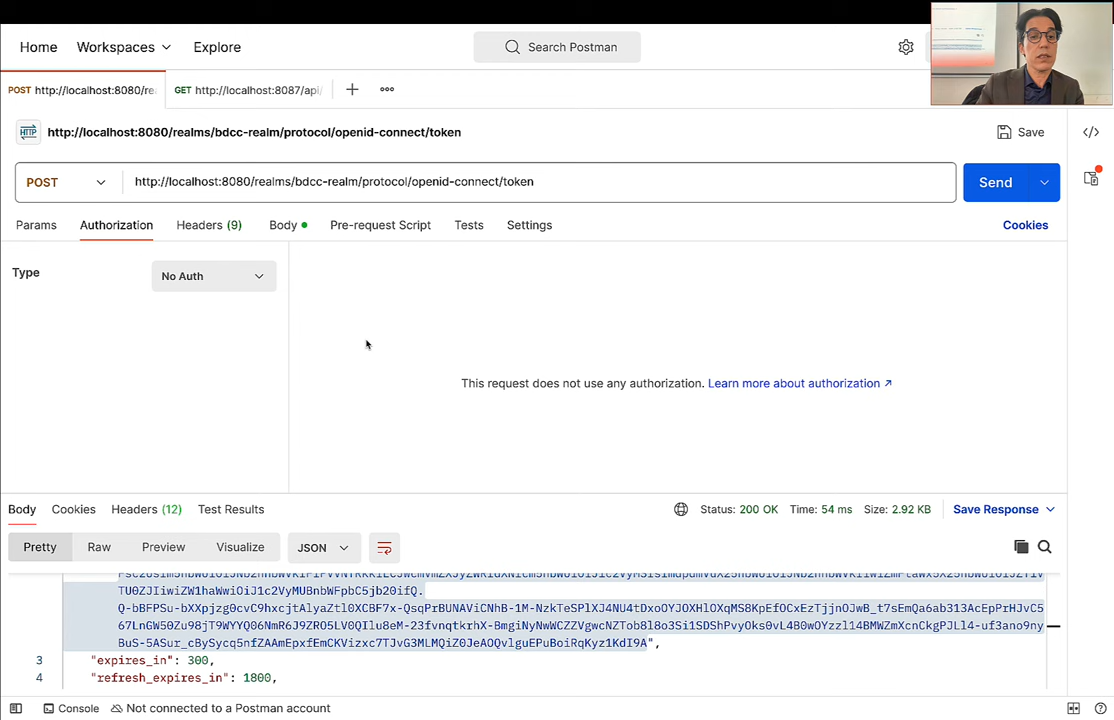 Home Workspaces Explore Search Postman
POST http://localhost:8080/rea GET http://localhost:8087/api/
HTTP http://localhost:8080/realms/bdcc-realm/protocol/openid-connect/token Save
POST http://localhost:8080/realms/bdcc-realm/protocol/openid-connect/token Send
Params Authorization Headers (9) Body Pre-request Script Tests Settings Cookies
Type No Auth
This request does not use any authorization. Learn more about authorization ↗
Body Cookies Headers (12) Test Results Status: 200 OK Time: 54 ms Size: 2.92 KB Save Response
Pretty Raw Preview Visualize JSON
3 "expires_in": 300,
4 "refresh_expires_in": 1800,
Console Not connected to a Postman account